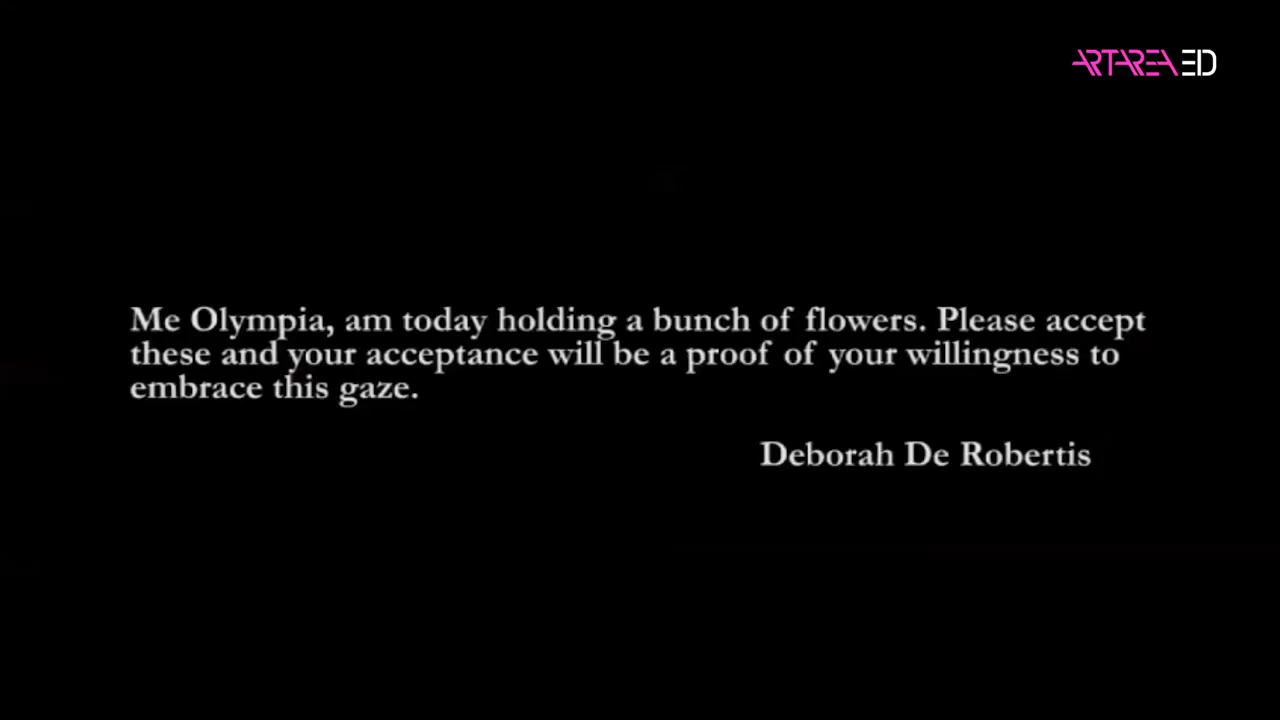 ARTAREA ED
Me Olympia, am today holding a bunch of flowers. Please accept
these and your acceptance will be a proof of your willingness to
embrace this gaze.
Deborah De Robertis